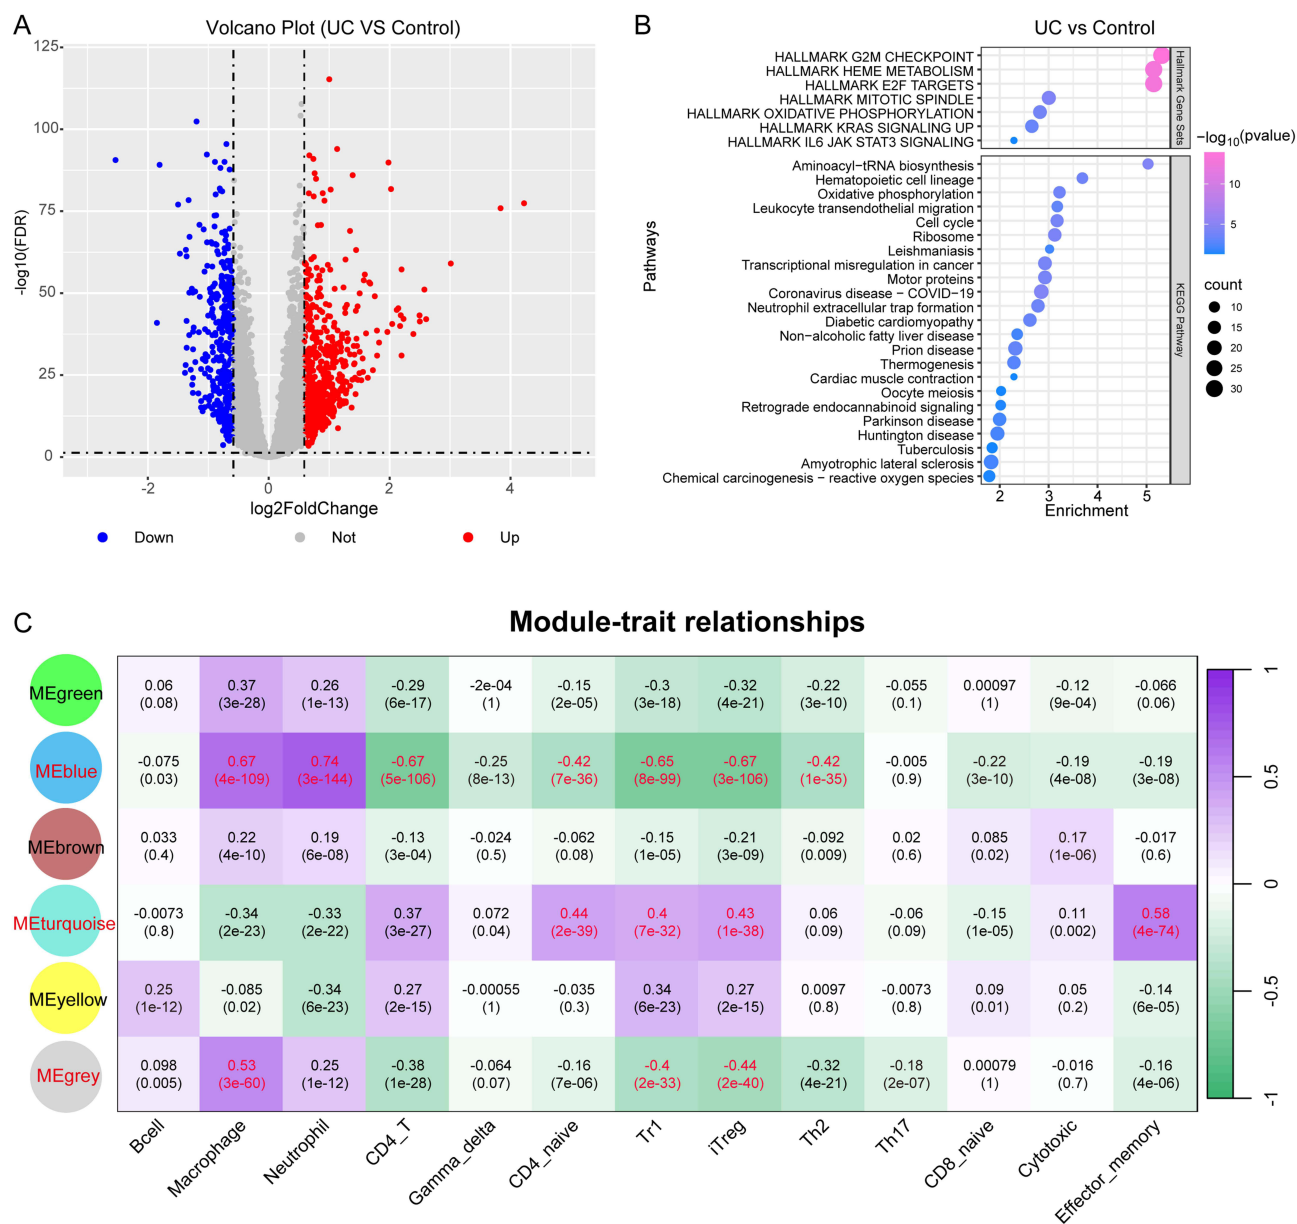 A
Volcano Plot (UC VS Control)
125
100
75
50
25
0
-log10(FDR)
-2
0
2
4
log2FoldChange
Down
Not
Up
B
UC vs Control
Pathways
HALLMARK G2M CHECKPOINT
HALLMARK HEME METABOLISM
HALLMARK E2F TARGETS
HALLMARK MITOTIC SPINDLE
HALLMARK OXIDATIVE PHOSPHORYLATION
HALLMARK KRAS SIGNALING UP
HALLMARK IL6 JAK STAT3 SIGNALING
Hallmark Gene Sets
Aminoacyl−tRNA biosynthesis
Hematopoietic cell lineage
Oxidative phosphorylation
Leukocyte transendothelial migration
Cell cycle
Ribosome
Leishmaniasis
Transcriptional misregulation in cancer
Motor proteins
Coronavirus disease − COVID−19
Neutrophil extracellular trap formation
Diabetic cardiomyopathy
Non−alcoholic fatty liver disease
Prion disease
Thermogenesis
Cardiac muscle contraction
Oocyte meiosis
Retrograde endocannabinoid signaling
Parkinson disease
Huntington disease
Tuberculosis
Amyotrophic lateral sclerosis
Chemical carcinogenesis − reactive oxygen species
KEGG Pathway
2
3
4
5
Enrichment
−log10(pvalue)
10
5
count
10
15
20
25
30
C
Module-trait relationships
MEgreen
0.06 0.37 0.26 -0.29 -2e-04 -0.15 -0.3 -0.32 -0.22 -0.055 0.00097 -0.12 -0.066
(0.08) (3e-28) (1e-13) (6e-17) (1) (2e-05) (3e-18) (4e-21) (3e-10) (0.1) (1) (9e-04) (0.06)
MEblue
-0.075 0.67 0.74 -0.67 -0.25 -0.42 -0.65 -0.67 -0.42 -0.005 -0.22 -0.19 -0.19
(0.03) (4e-109) (3e-144) (5e-106) (8e-13) (7e-36) (8e-99) (3e-106) (1e-35) (0.9) (3e-10) (4e-08) (3e-08)
MEbrown
0.033 0.22 0.19 -0.13 -0.024 -0.062 -0.15 -0.21 -0.092 0.02 0.085 0.17 -0.017
(0.4) (4e-10) (6e-08) (3e-04) (0.5) (0.08) (1e-05) (3e-09) (0.009) (0.6) (0.02) (1e-06) (0.6)
MEturquoise
-0.0073 -0.34 -0.33 0.37 0.072 0.44 0.4 0.43 0.06 -0.06 -0.15 0.11 0.58
(0.8) (2e-23) (2e-22) (3e-27) (0.04) (2e-39) (7e-32) (1e-38) (0.09) (0.09) (1e-05) (0.002) (4e-74)
MEyellow
0.25 -0.085 -0.34 0.27 -0.00055 -0.035 0.34 0.27 0.0097 -0.0073 0.09 0.05 -0.14
(1e-12) (0.02) (6e-23) (2e-15) (1) (0.3) (6e-23) (2e-15) (0.8) (0.8) (0.01) (0.2) (6e-05)
MEgrey
0.098 0.53 0.25 -0.38 -0.064 -0.16 -0.4 -0.44 -0.32 -0.18 0.00079 -0.016 -0.16
(0.005) (3e-60) (1e-12) (1e-28) (0.07) (7e-06) (2e-33) (2e-40) (4e-21) (2e-07) (1) (0.7) (4e-06)
Bcell
Macrophage
Neutrophil
CD4_T
Gamma_delta
CD4_naive
Tr1
iTreg
Th2
Th17
CD8_naive
Cytotoxic
Effector_memory
1
0.5
0
-0.5
-1